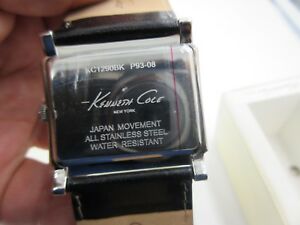 KC1290BK P93-08
Kenneth Cole
NEW YORK
JAPAN MOVEMENT
ALL STAINLESS STEEL
WATER RESISTANT